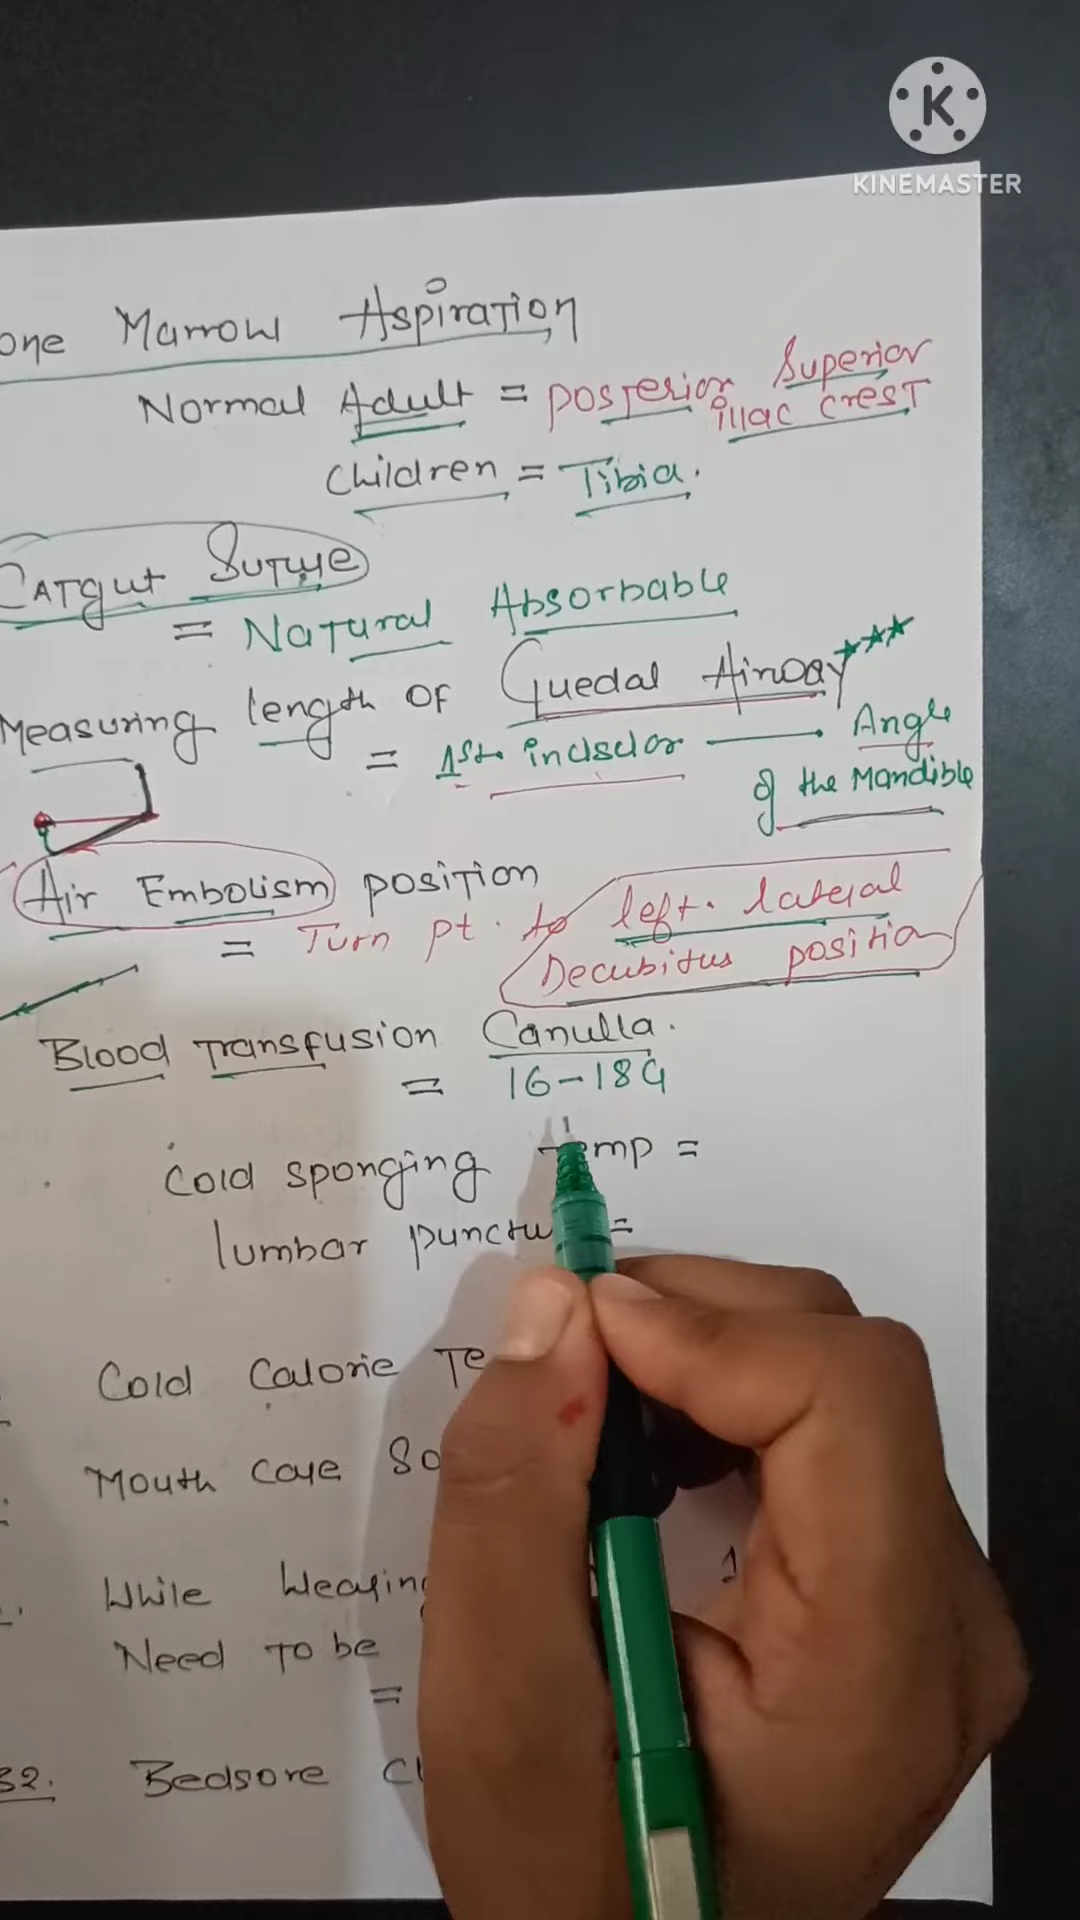 KINEMASTER
one Marrow Aspiration
Normal Adult = Posterior Superior
illac crest
Children = Tibia.
Catgut Suture
= Natural Absorbable
Measuring length of Guedal Airway
= 1st incisior Angle
of the Mandible
Air Embolism position
= Turn pt. to left lateral
Decubitus position
Blood Transfusion Canulla.
= 16-18G
Cold sponging Temp =
lumbar punctu =
Cold Calorie Te
Mouth care So
While Wearing 1
Need To be
=
32. Bedsore Cl